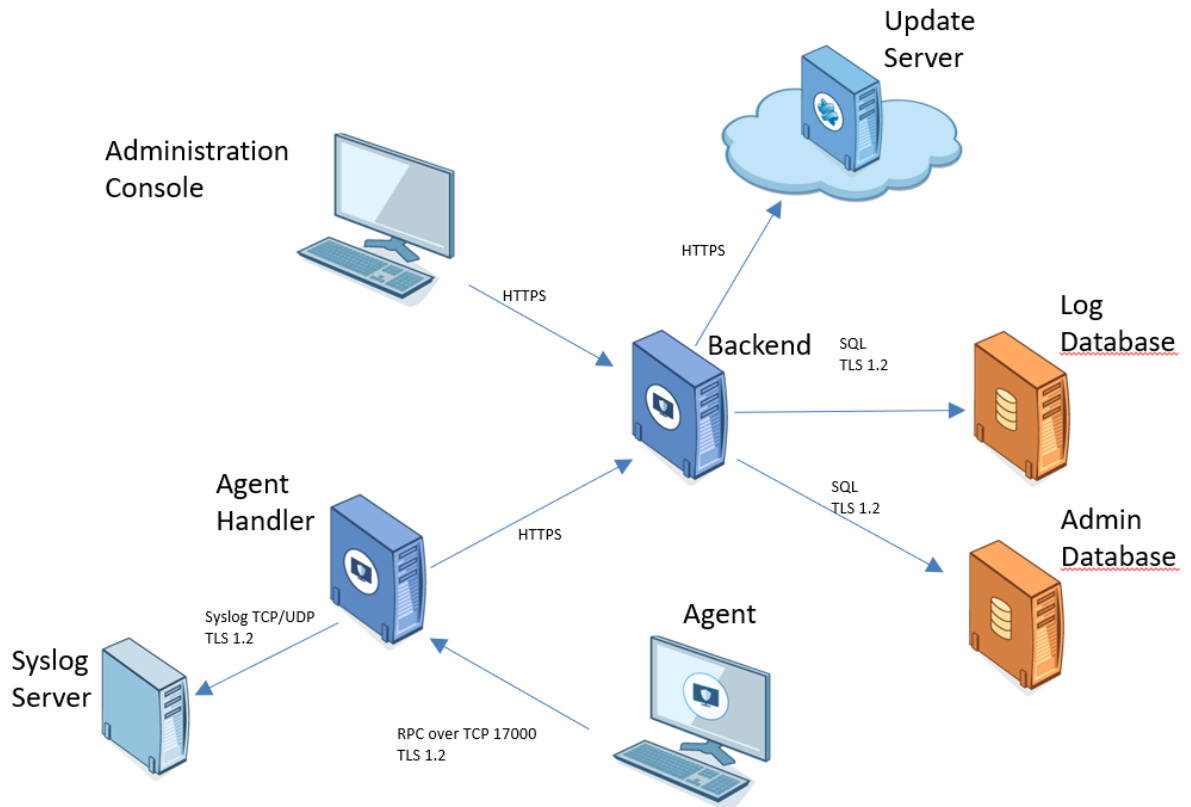 Update
Server
Administration
Console
HTTPS
HTTPS
Log
Database
Backend
SQL
TLS 1.2
SQL
TLS 1.2
Agent
Handler
HTTPS
Admin
Database
Syslog TCP/UDP
TLS 1.2
Agent
Syslog
Server
RPC over TCP 17000
TLS 1.2